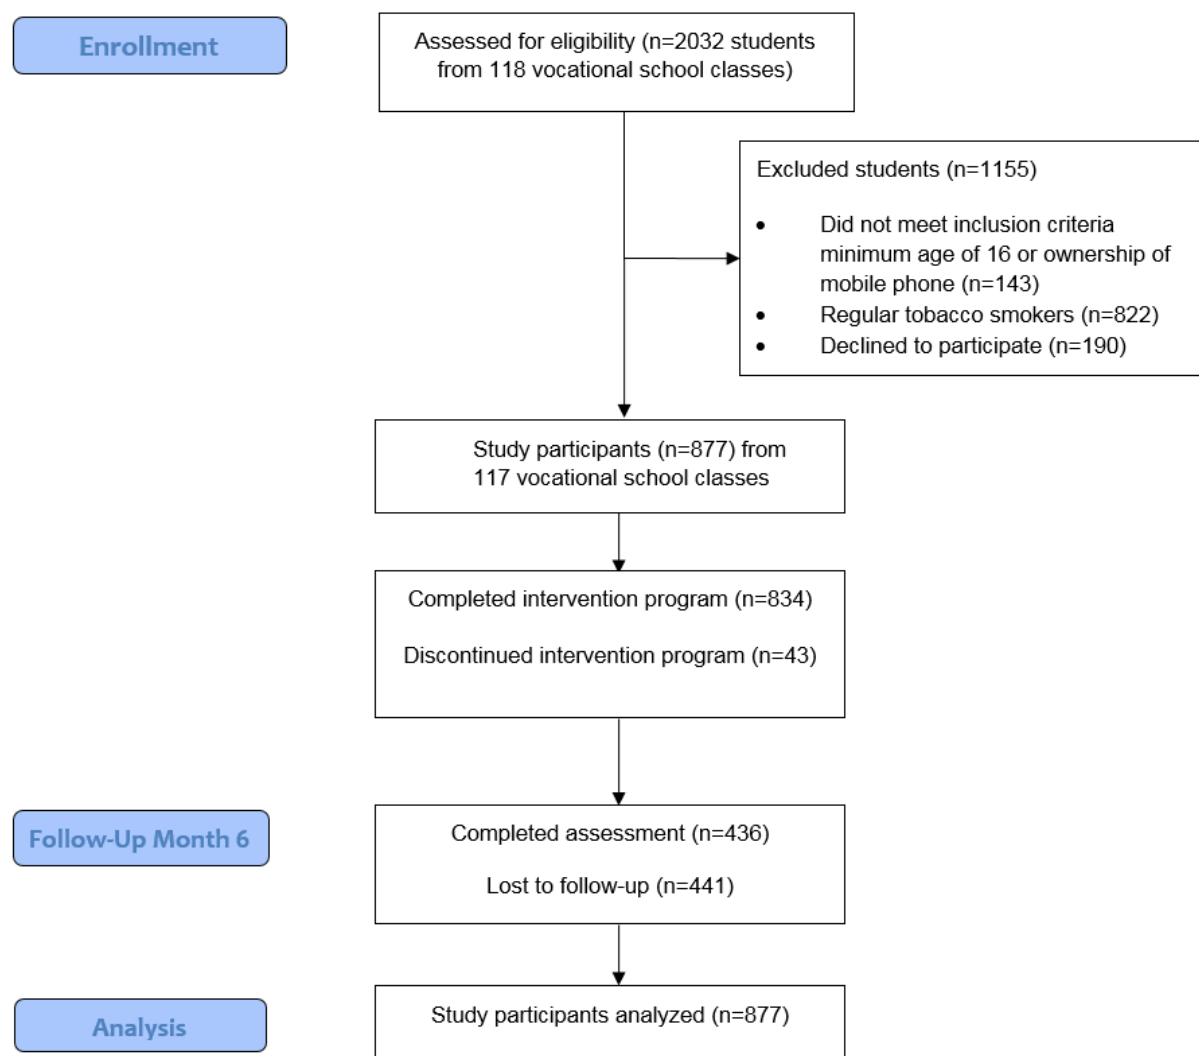 Enrollment
Assessed for eligibility (n=2032 students
from 118 vocational school classes)
Excluded students (n=1155)
• Did not meet inclusion criteria
minimum age of 16 or ownership of
mobile phone (n=143)
• Regular tobacco smokers (n=822)
• Declined to participate (n=190)
Study participants (n=877) from
117 vocational school classes
Completed intervention program (n=834)
Discontinued intervention program (n=43)
Follow-Up Month 6
Completed assessment (n=436)
Lost to follow-up (n=441)
Analysis
Study participants analyzed (n=877)